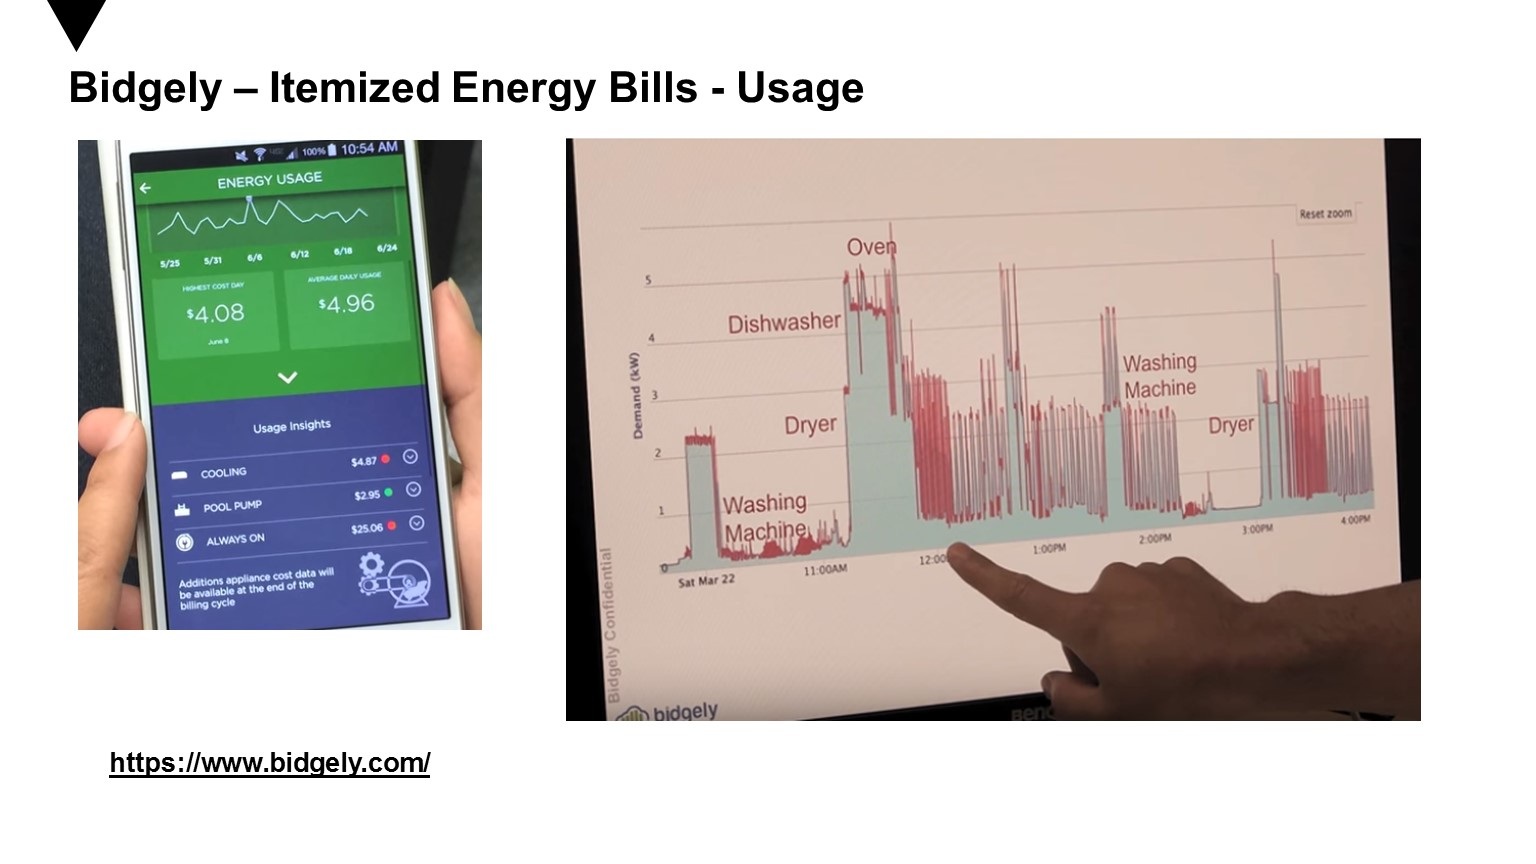 Bidgely – Itemized Energy Bills - Usage
100% 10:54 AM
ENERGY USAGE
5/25 5/31 6/6 6/12 6/18 6/24
HIGHEST COST DAY
$4.08
June 8
AVERAGE DAILY USAGE
$4.96
Usage Insights
COOLING $4.87
POOL PUMP $2.95
ALWAYS ON $25.06
Additions appliance cost data will
be available at the end of the
billing cycle
Reset zoom
Oven
Dishwasher
Dryer
Washing
Machine
Washing
Machine
Dryer
Demand (kW)
5
4
3
2
1
0
Sat Mar 22
11:00AM
12:00
1:00PM
2:00PM
3:00PM
4:00PM
Bidgely Confidential
bidgely
BenQ
https://www.bidgely.com/